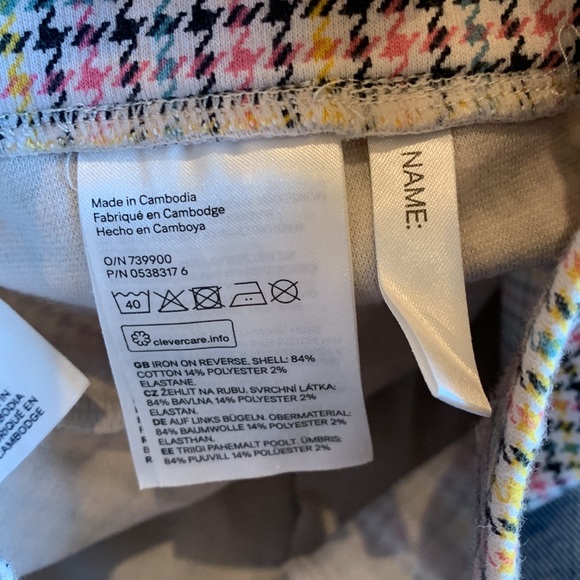 NAME:
Made in Cambodia
Fabriqué en Cambodge
Hecho en Camboya
O/N 739900
P/N 0538317 6
40
clevercare.info
GB IRON ON REVERSE. SHELL: 84%
COTTON 14% POLYESTER 2%
ELASTANE.
CZ ŽEHLIT NA RUBU. SVRCHNÍ LÁTKA:
84% BAVLNA 14% POLYESTER 2%
ELASTAN.
DE AUF LINKS BÜGELN. OBERMATERIAL:
84% BAUMWOLLE 14% POLYESTER 2%
ELASTHAN.
EE TRIIGI PAHEMALT POOLT. ÜMBRIS:
84% PUUVILL 14% POLÜESTER 2%
CAMBODGE